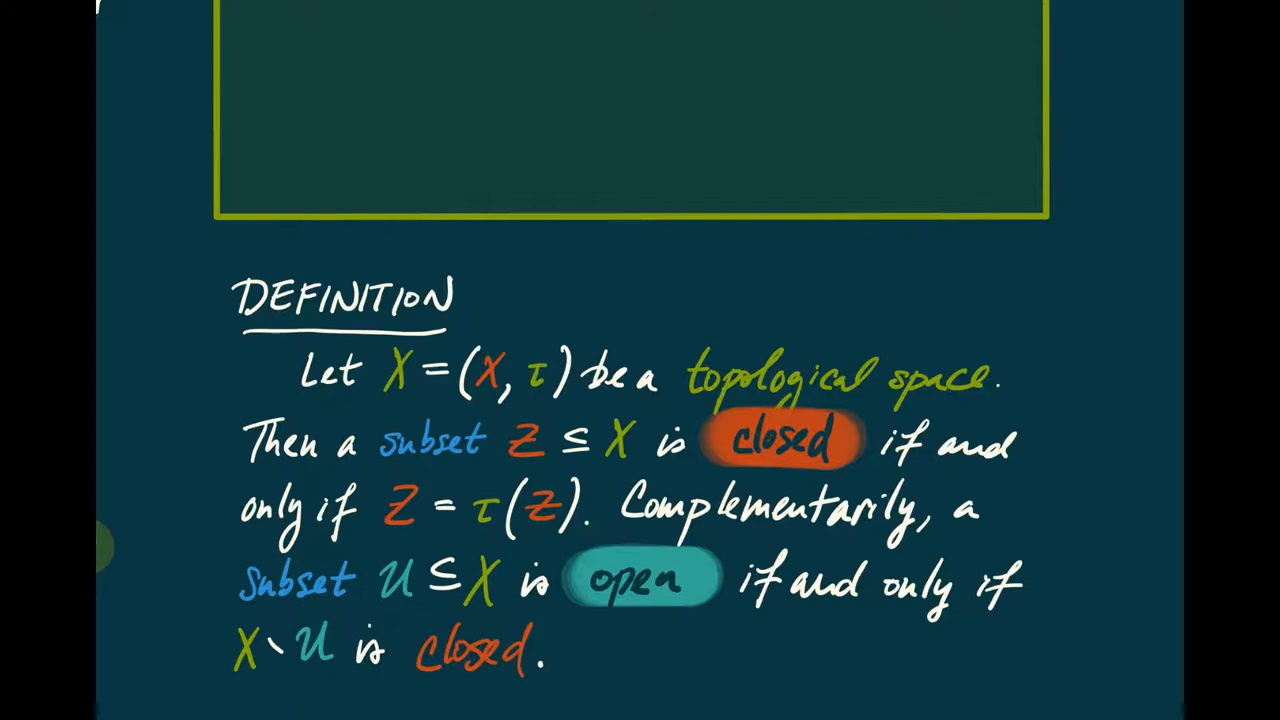 DEFINITION
Let X = (X, τ) be a topological space.
Then a subset Z ⊆ X is closed if and
only if Z = τ(Z). Complementarily, a
subset U ⊆ X is open if and only if
X∖U is closed.